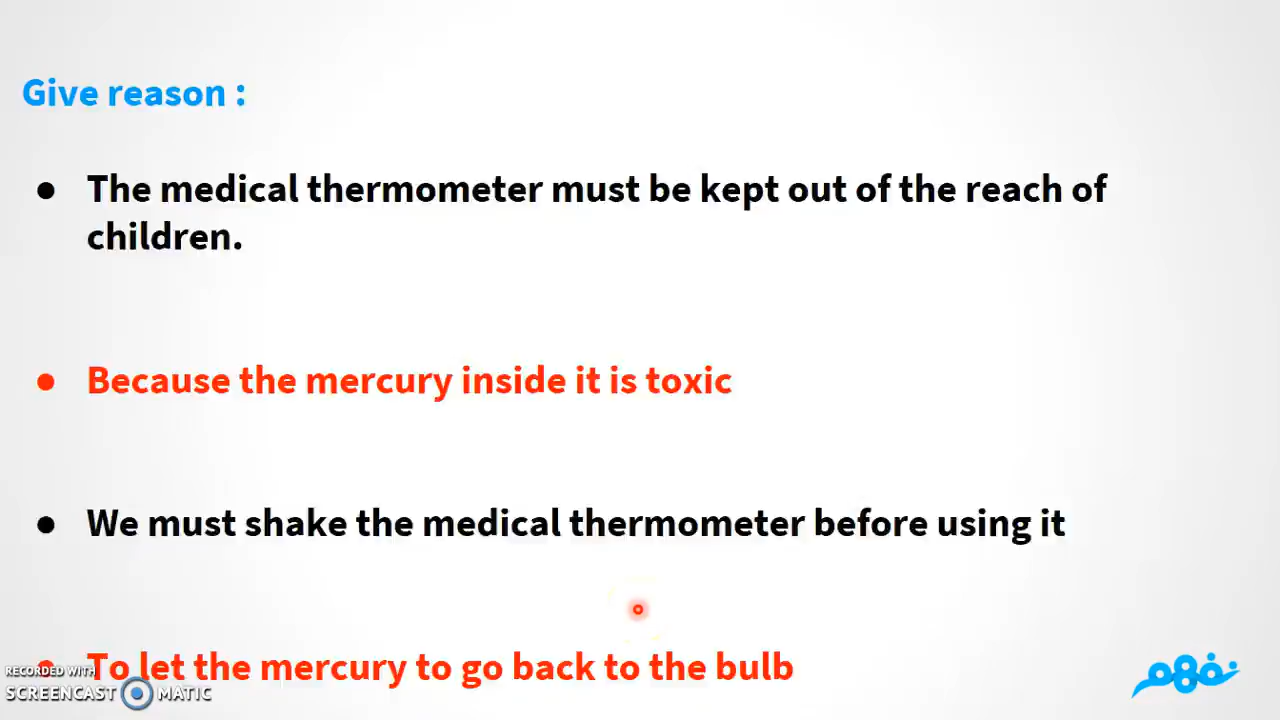 Give reason :
● The medical thermometer must be kept out of the reach of
children.
● Because the mercury inside it is toxic
● We must shake the medical thermometer before using it
● To let the mercury to go back to the bulb
RECORDED WITH
SCREENCAST MATIC
نفهم